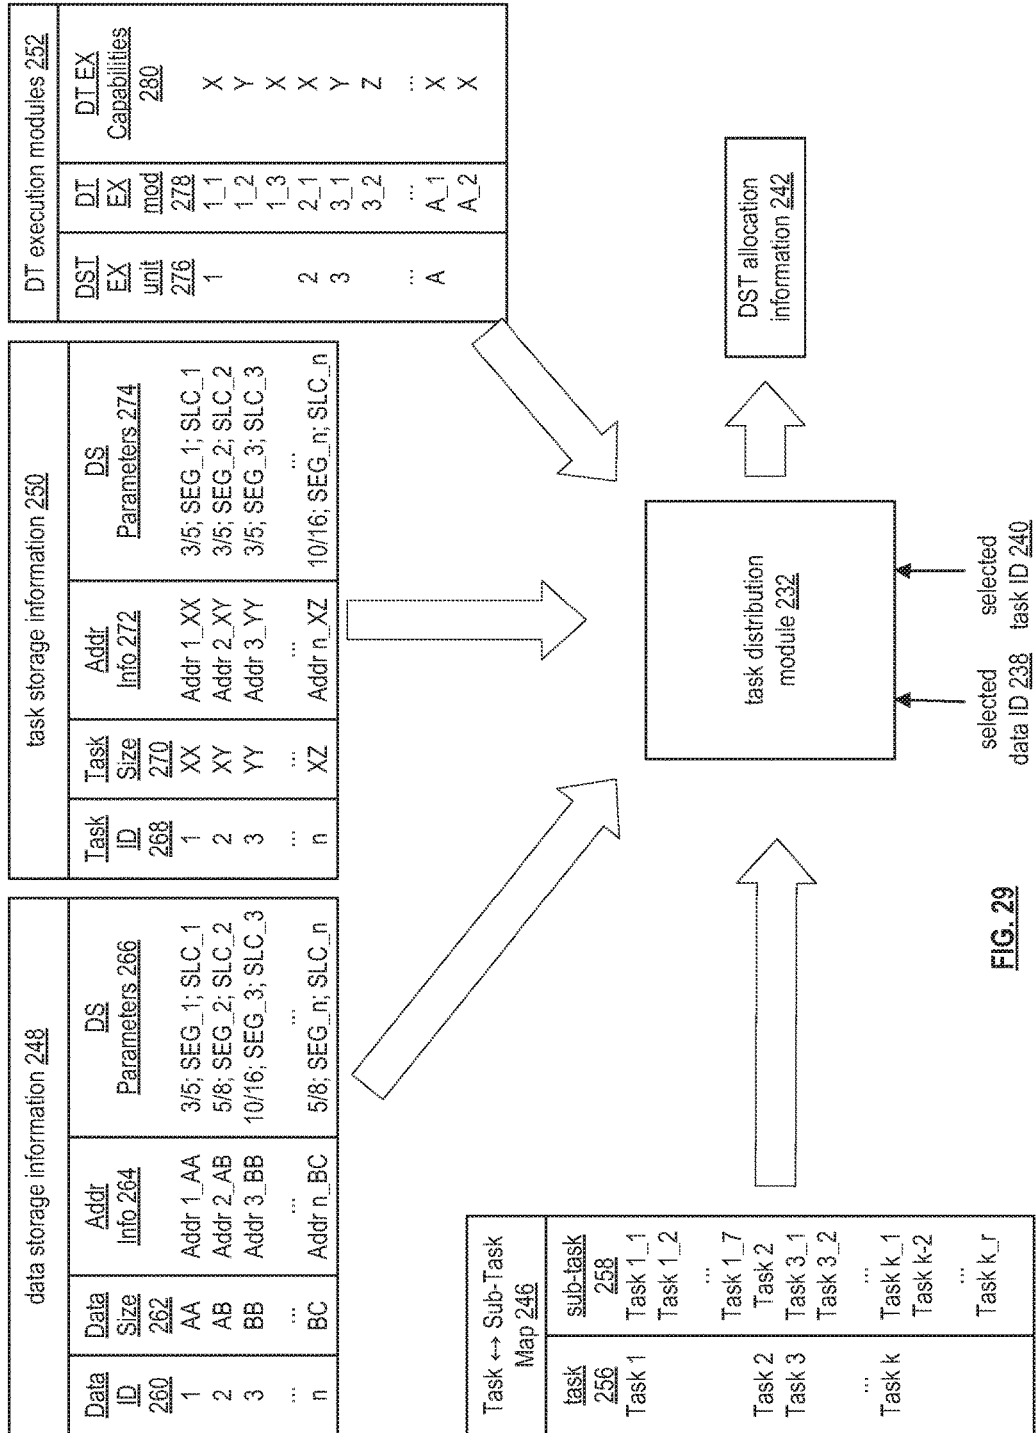 data storage information 248
Data ID 260 Data Size 262 Addr Info 264 DS Parameters 266
1 AA Addr 1_AA 3/5; SEG_1; SLC_1
2 AB Addr 2_AB 5/8; SEG_2; SLC_2
3 BB Addr 3_BB 10/16; SEG_3; SLC_3
... ... ... ...
n BC Addr n_BC 5/8; SEG_n; SLC_n
task storage information 250
Task ID 268 Task Size 270 Addr Info 272 DS Parameters 274
1 XX Addr 1_XX 3/5; SEG_1; SLC_1
2 XY Addr 2_XY 3/5; SEG_2; SLC_2
3 YY Addr 3_YY 3/5; SEG_3; SLC_3
... ... ... ...
n XZ Addr n_XZ 10/16; SEG_n; SLC_n
DT execution modules 252
DST EX unit 276 DT EX mod 278 DT EX Capabilities 280
1 1_1 X
1_2 Y
1_3 X
2 2_1 X
3 3_1 Y
3_2 Z
... ... ...
A A_1 X
A_2 X
Task ↔ Sub-Task
Map 246
task 256 sub-task 258
Task 1 Task 1_1
Task 1_2
...
Task 1_7
Task 2 Task 2
Task 3 Task 3_1
Task 3_2
... ...
Task k Task k_1
Task k-2
...
Task k_r
task distribution
module 232
DST allocation
information 242
selected
data ID 238
selected
task ID 240
FIG. 29